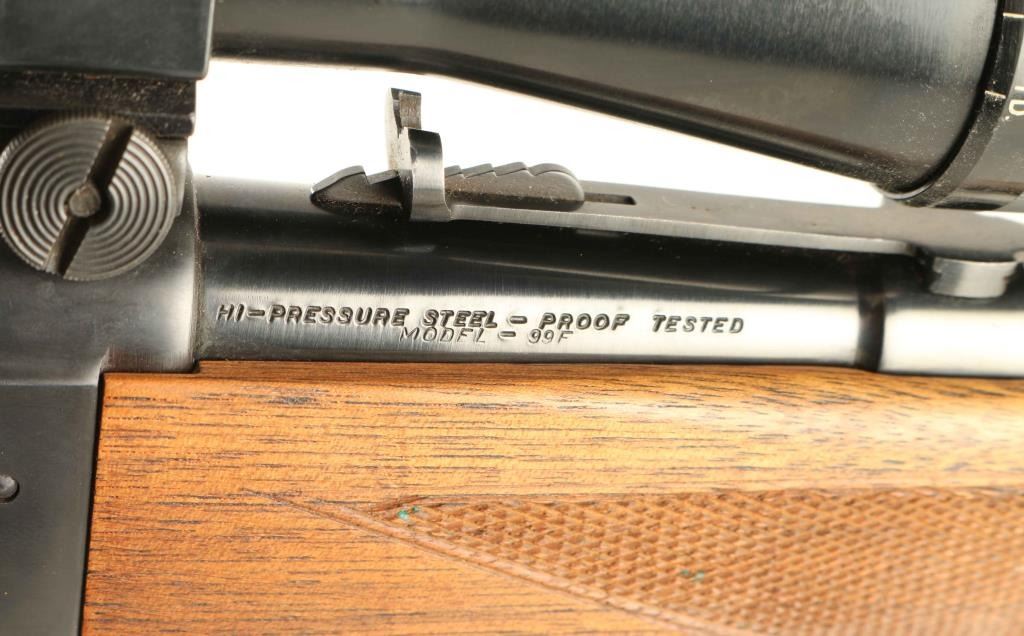 HI-PRESSURE STEEL - PROOF TESTED
MODEL - 99F